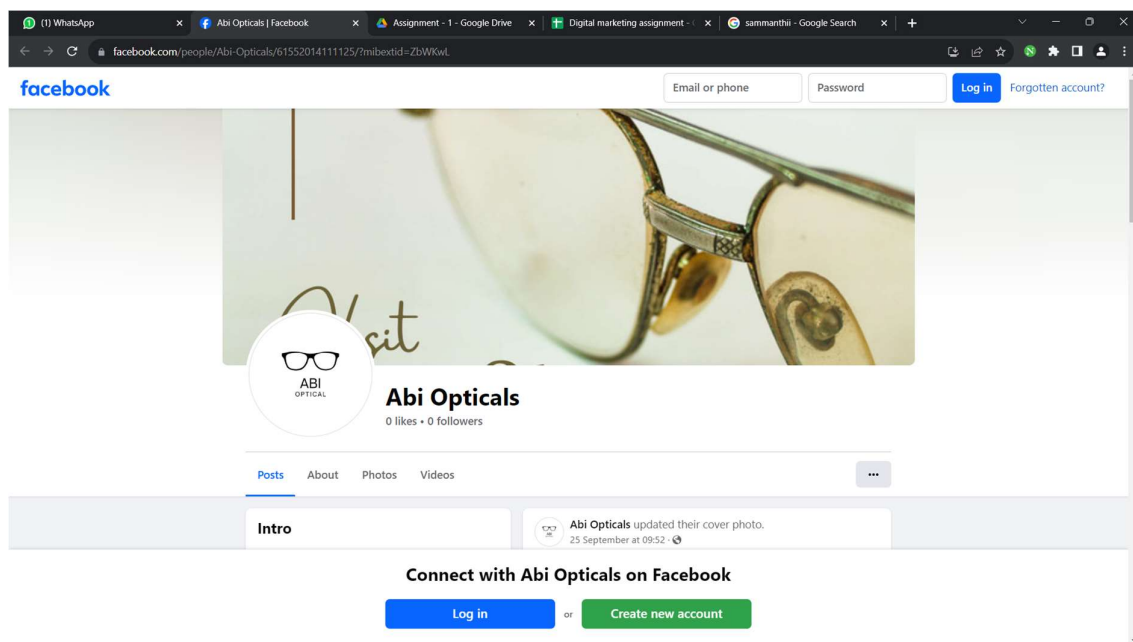 (1) WhatsApp
Abi Opticals | Facebook
Assignment - 1 - Google Drive
Digital marketing assignment -
sammanthii - Google Search
facebook.com/people/Abi-Opticals/61552014111125/?mibextid=ZbWKwL
facebook
Email or phone
Password
Log in
Forgotten account?
Visit
ABI
OPTICAL
Abi Opticals
0 likes • 0 followers
Posts About Photos Videos
Intro
Abi Opticals updated their cover photo.
25 September at 09:52 ·
Connect with Abi Opticals on Facebook
Log in or Create new account